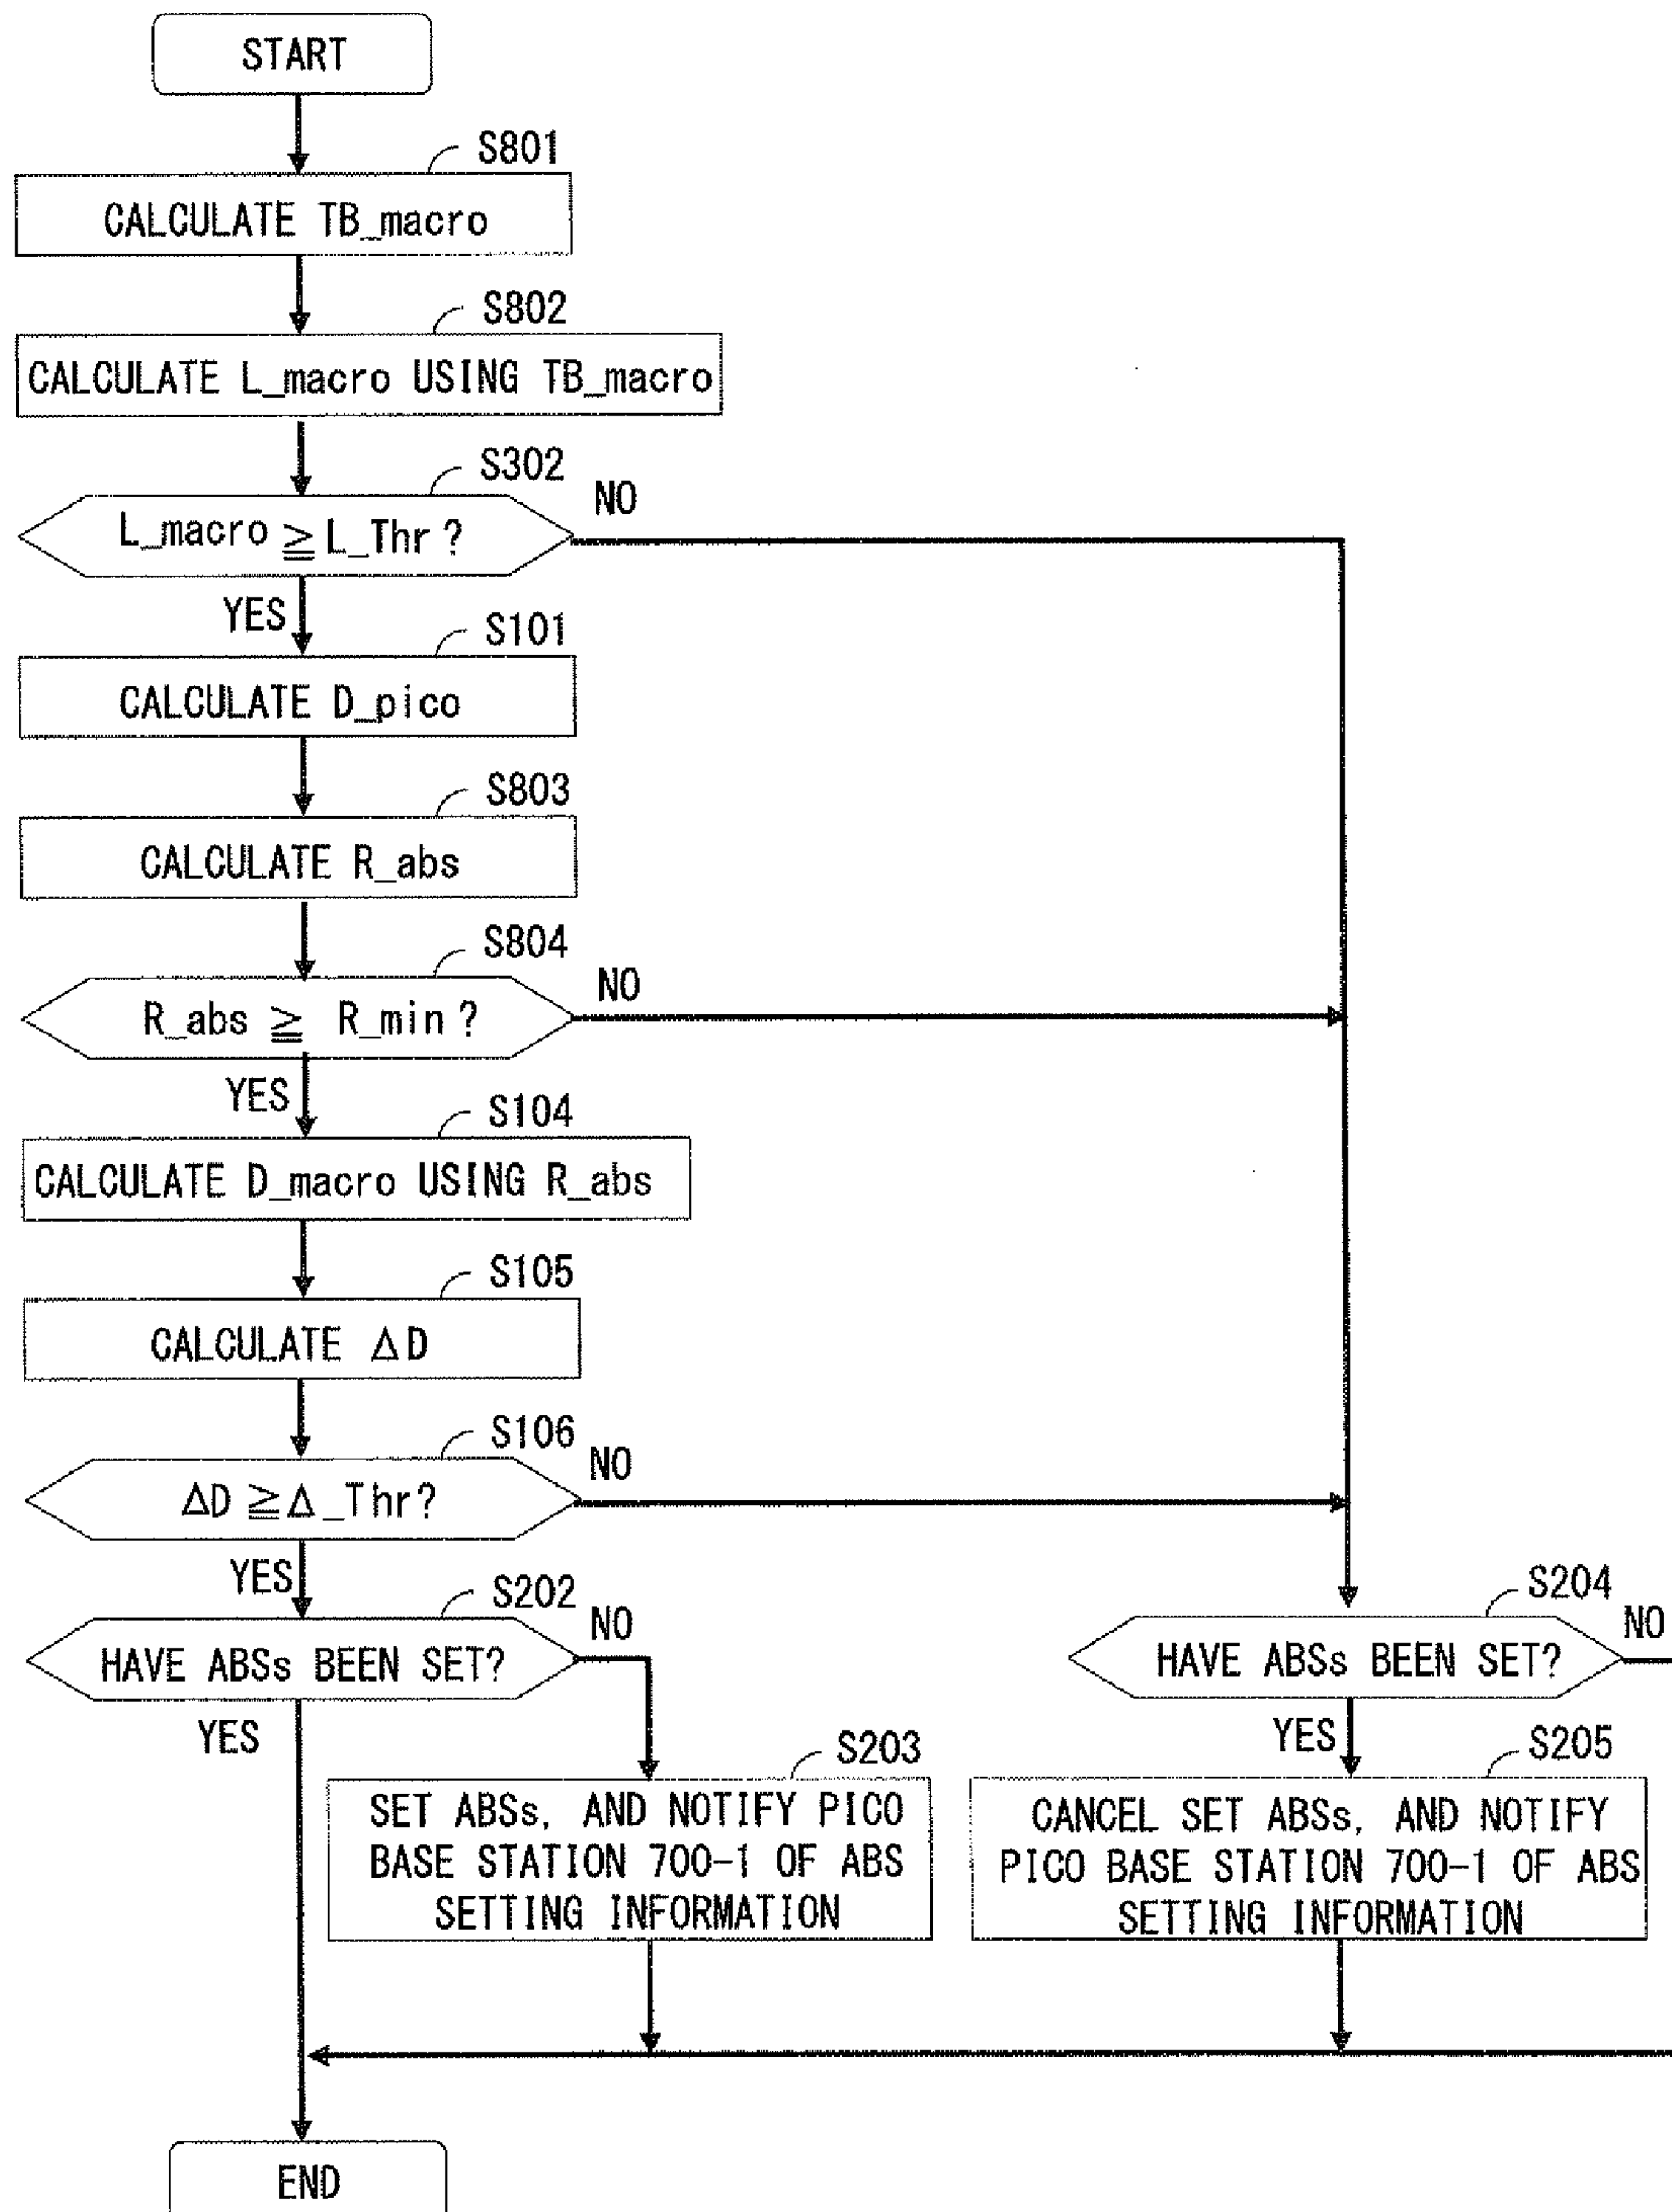 START
S801
CALCULATE TB_macro
S802
CALCULATE L_macro USING TB_macro
S302
L_macro ≧ L_Thr ?
NO
YES
S101
CALCULATE D_pico
S803
CALCULATE R_abs
S804
R_abs ≧ R_min ?
NO
YES
S104
CALCULATE D_macro USING R_abs
S105
CALCULATE ΔD
S106
ΔD ≧ Δ_Thr?
NO
YES
S202
HAVE ABSs BEEN SET?
NO
YES
S203
SET ABSs, AND NOTIFY PICO
BASE STATION 700-1 OF ABS
SETTING INFORMATION
S204
HAVE ABSs BEEN SET?
NO
YES
S205
CANCEL SET ABSs, AND NOTIFY
PICO BASE STATION 700-1 OF ABS
SETTING INFORMATION
END